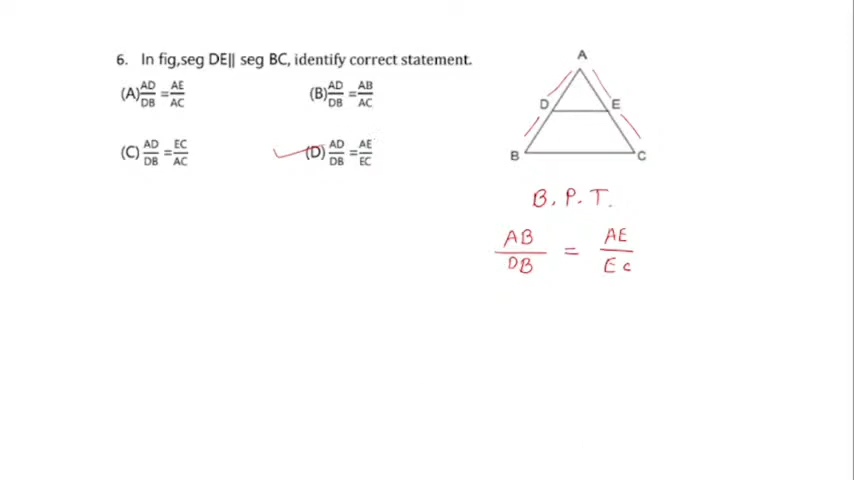 6. In fig,seg DE|| seg BC, identify correct statement.
(A) AD/DB = AE/AC (B) AD/DB = AB/AC
(C) AD/DB = EC/AC (D) AD/DB = AE/EC
A
D E
B C
B. P. T.
AB/DB = AE/EC